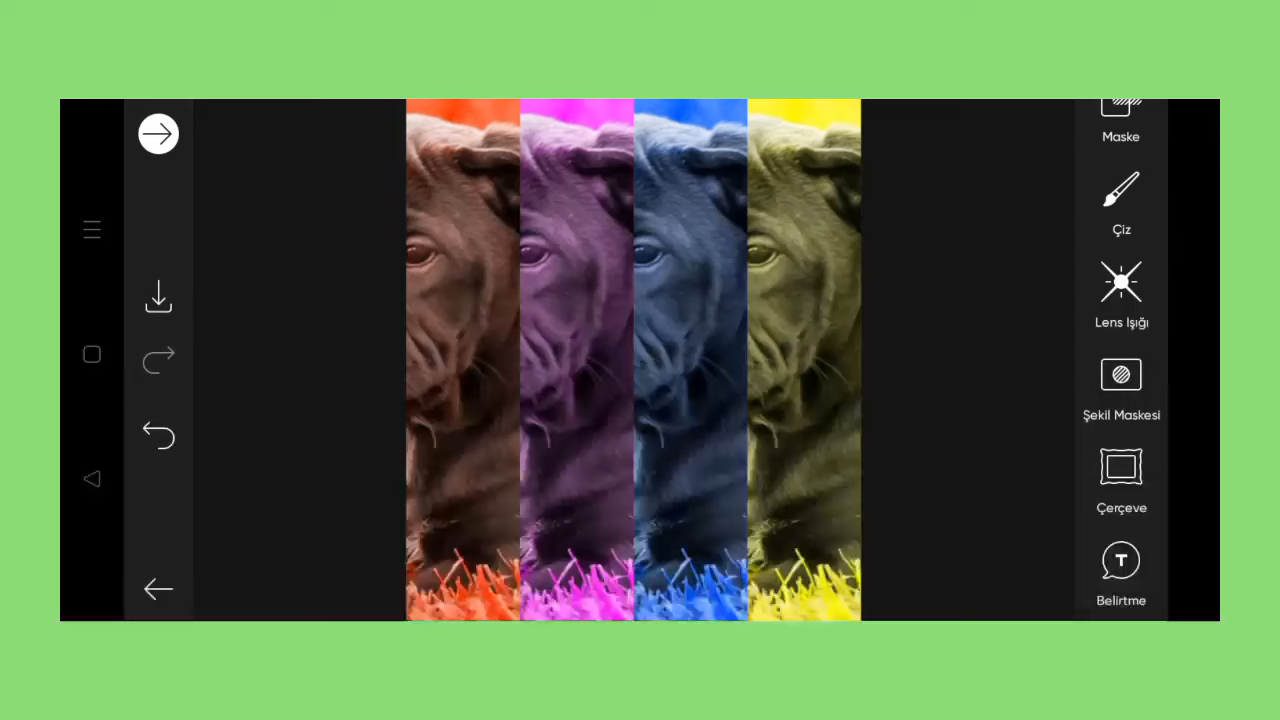 Maske
Çiz
Lens Işığı
Şekil Maskesi
Çerçeve
T
Belirtme